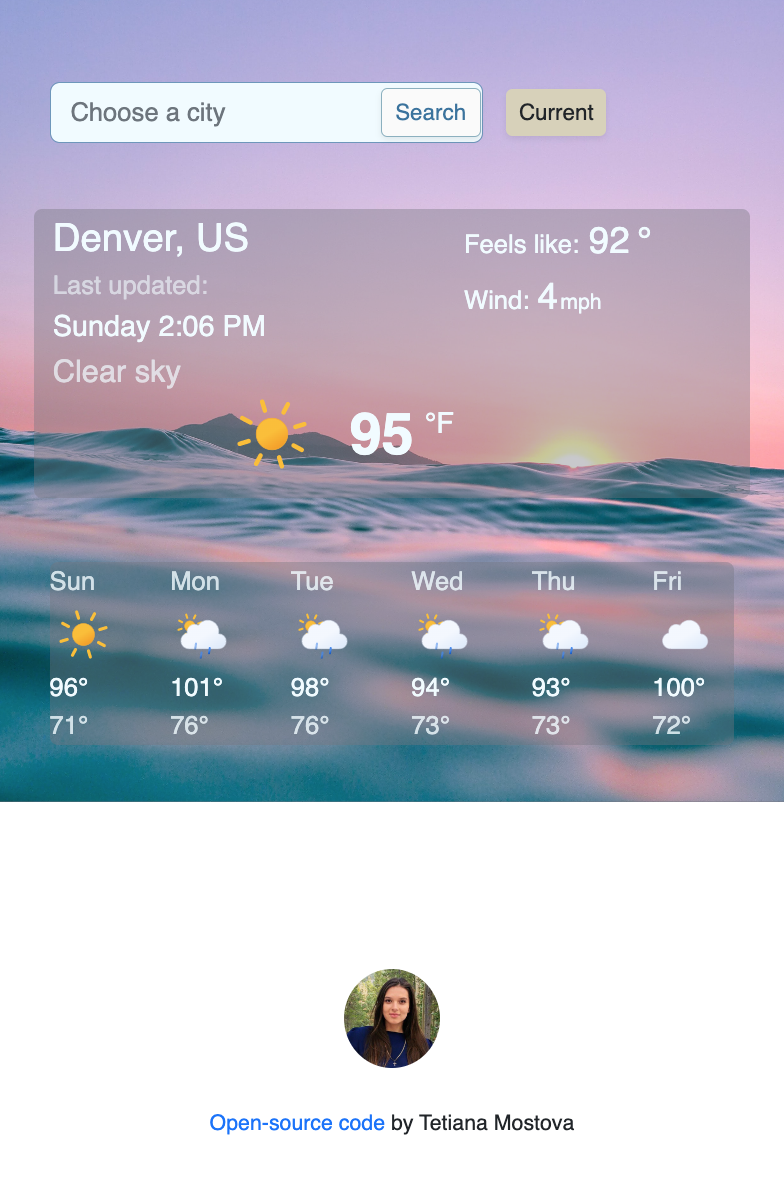 Choose a city Search Current
Denver, US
Last updated:
Sunday 2:06 PM
Clear sky
Feels like: 92 °
Wind: 4 mph
95 °F
Sun Mon Tue Wed Thu Fri
96° 101° 98° 94° 93° 100°
71° 76° 76° 73° 73° 72°
Open-source code by Tetiana Mostova